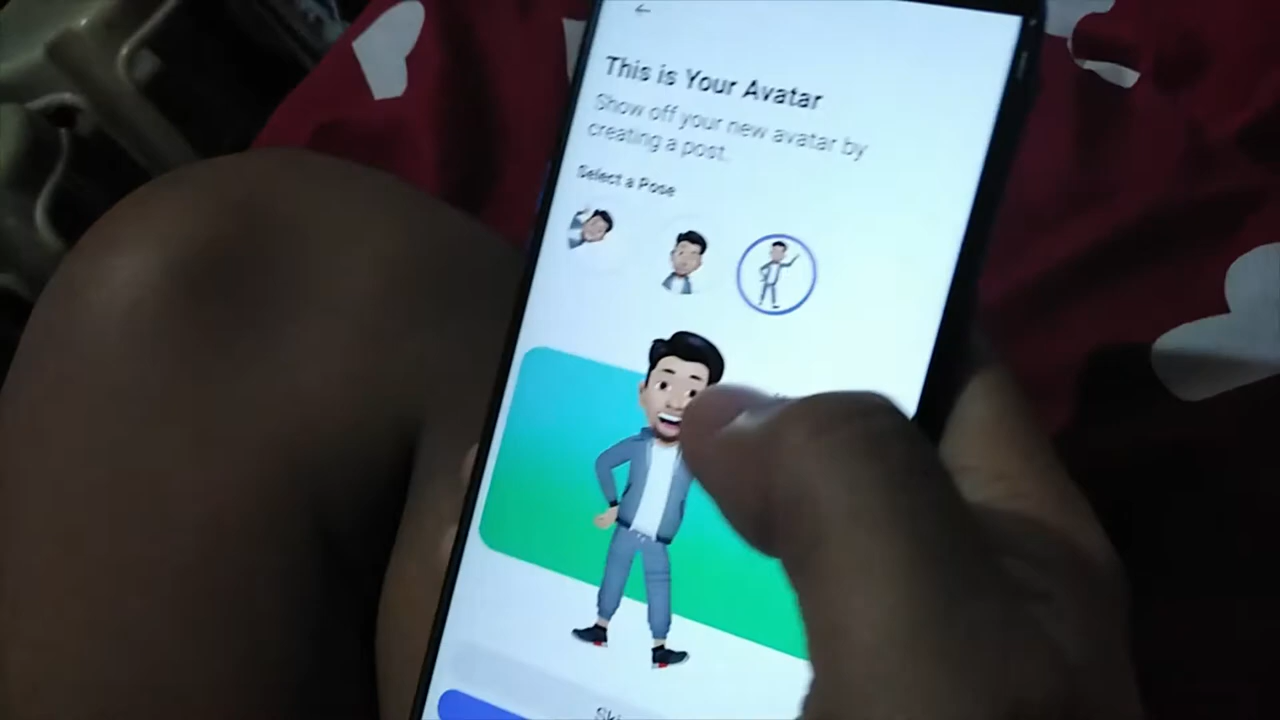 This is Your Avatar
Show off your new avatar by
creating a post.
Select a Pose